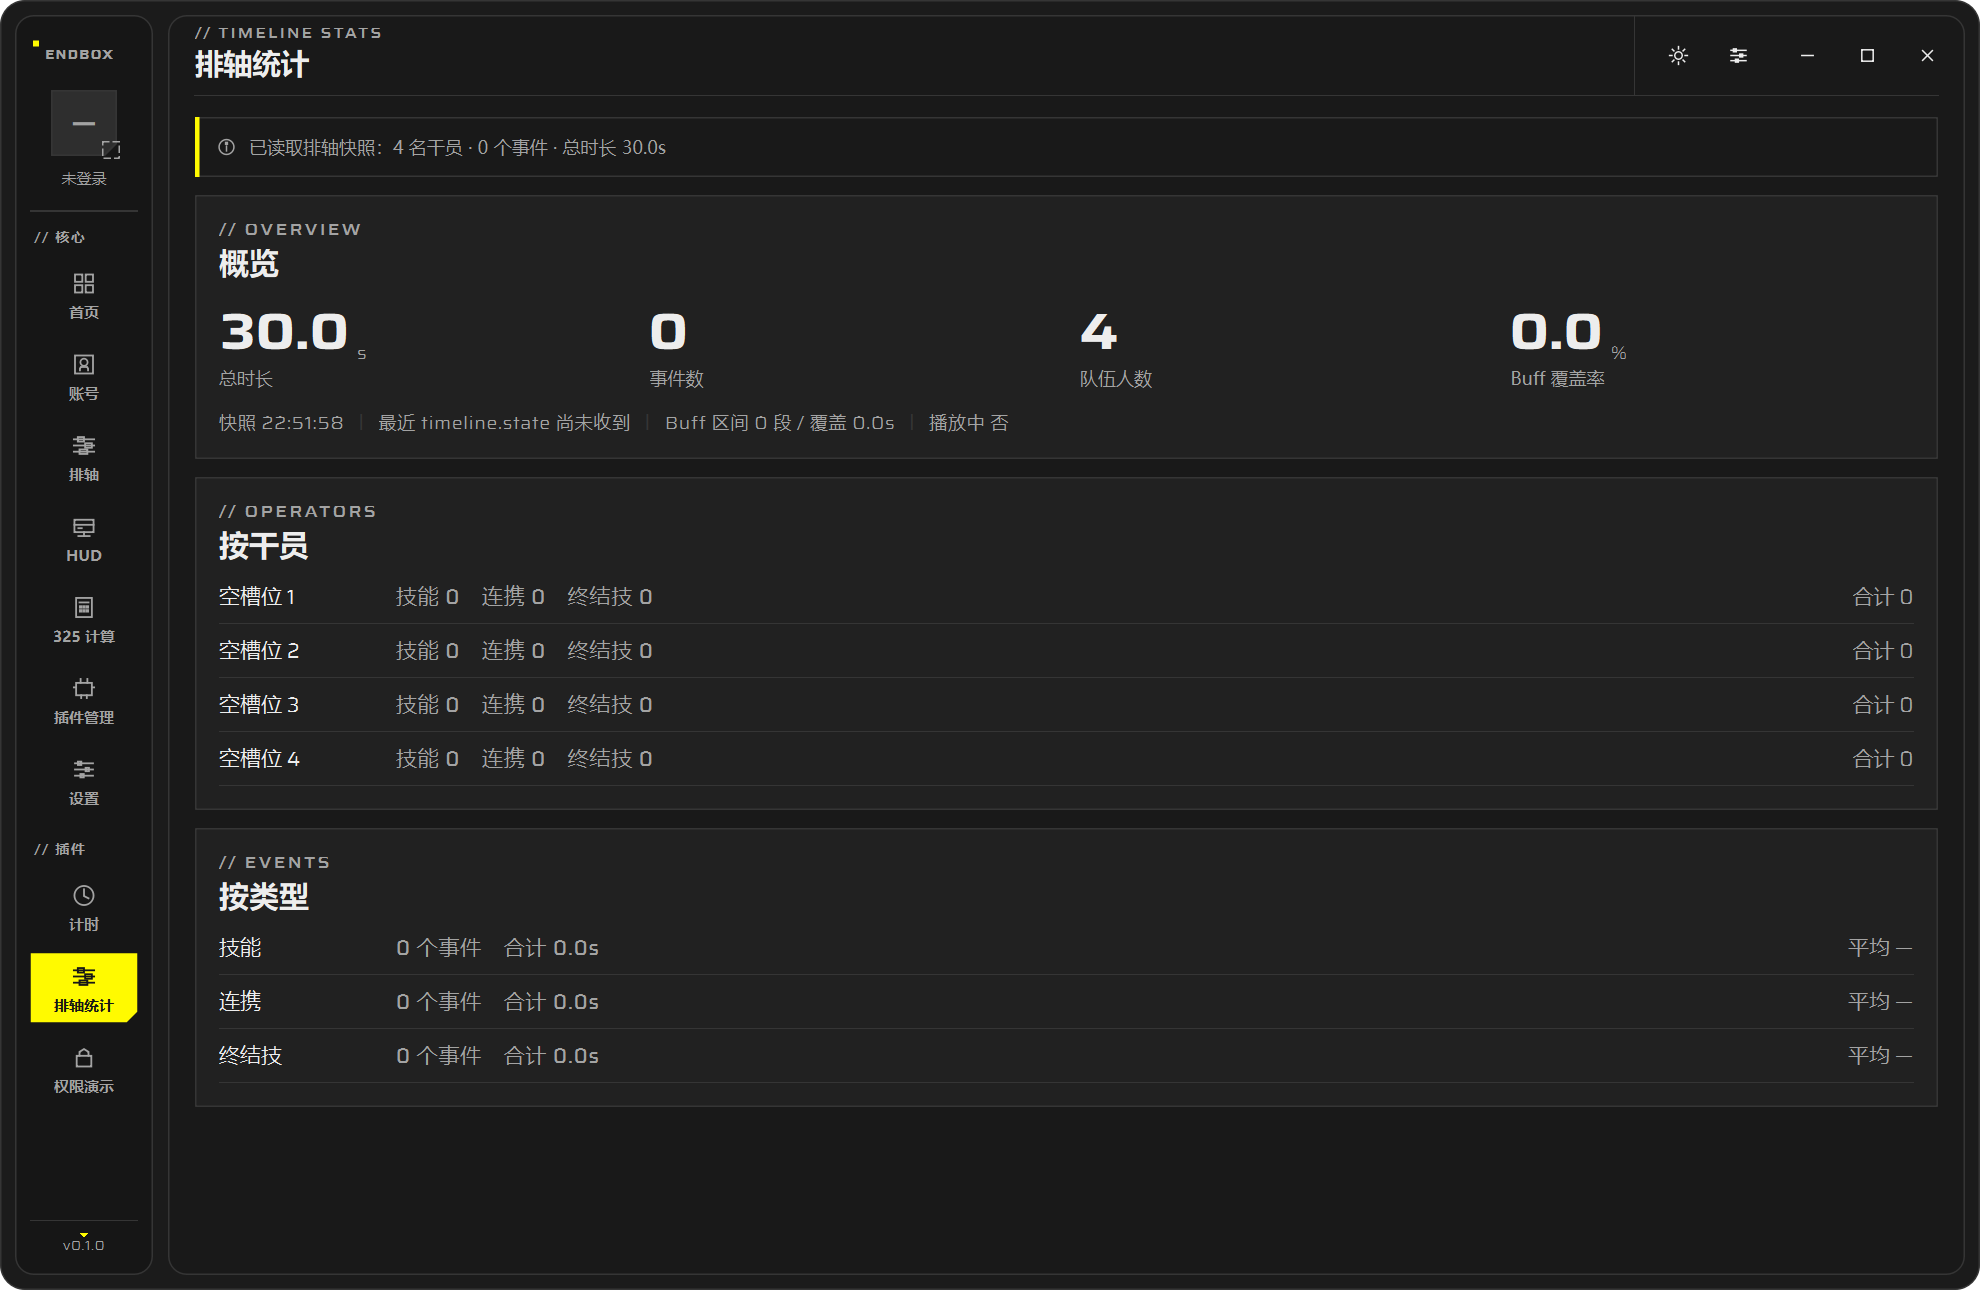 ENDBOX
未登录
// 核心
首页
账号
排轴
HUD
325 计算
插件管理
设置
// 插件
计时
排轴统计
权限演示
v0.1.0
// TIMELINE STATS
排轴统计
已读取排轴快照：4 名干员 · 0 个事件 · 总时长 30.0s
// OVERVIEW
概览
30.0 s
总时长
0
事件数
4
队伍人数
0.0 %
Buff 覆盖率
快照 22:51:58 | 最近 timeline.state 尚未收到 | Buff 区间 0 段 / 覆盖 0.0s | 播放中 否
// OPERATORS
按干员
空槽位 1 技能 0 连携 0 终结技 0 合计 0
空槽位 2 技能 0 连携 0 终结技 0 合计 0
空槽位 3 技能 0 连携 0 终结技 0 合计 0
空槽位 4 技能 0 连携 0 终结技 0 合计 0
// EVENTS
按类型
技能 0 个事件 合计 0.0s 平均 —
连携 0 个事件 合计 0.0s 平均 —
终结技 0 个事件 合计 0.0s 平均 —